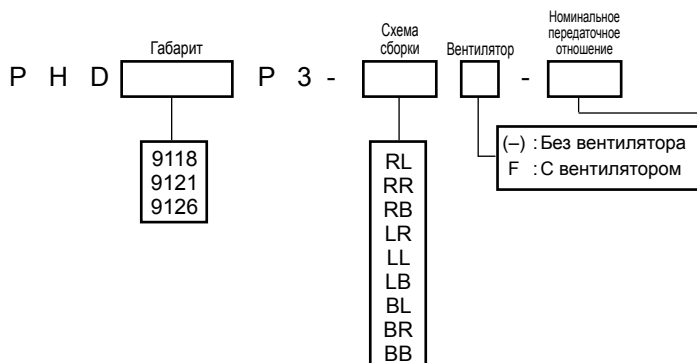 Габарит
Схема
сборки
Вентилятор
Номинальное
передаточное
отношение
P H D P 3 - -
9118
9121
9126
RL
RR
RB
LR
LL
LB
BL
BR
BB
(–) : Без вентилятора
F : С вентилятором